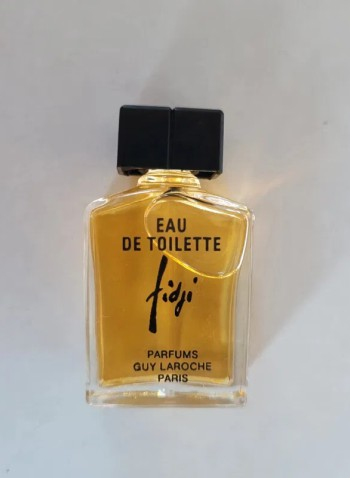 EAU
DE TOILETTE
fidji
PARFUMS
GUY LAROCHE
PARIS